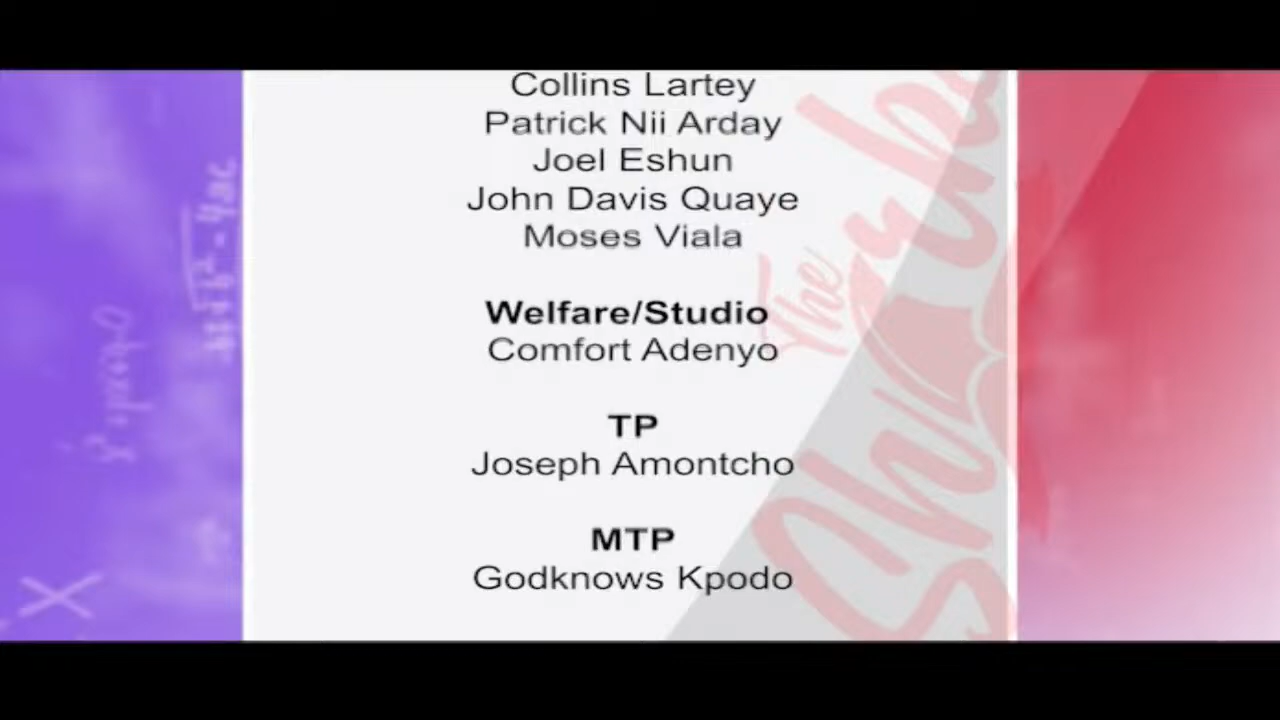 Collins Lartey
Patrick Nii Arday
Joel Eshun
John Davis Quaye
Moses Viala
Welfare/Studio
Comfort Adenyo
TP
Joseph Amontcho
MTP
Godknows Kpodo
The